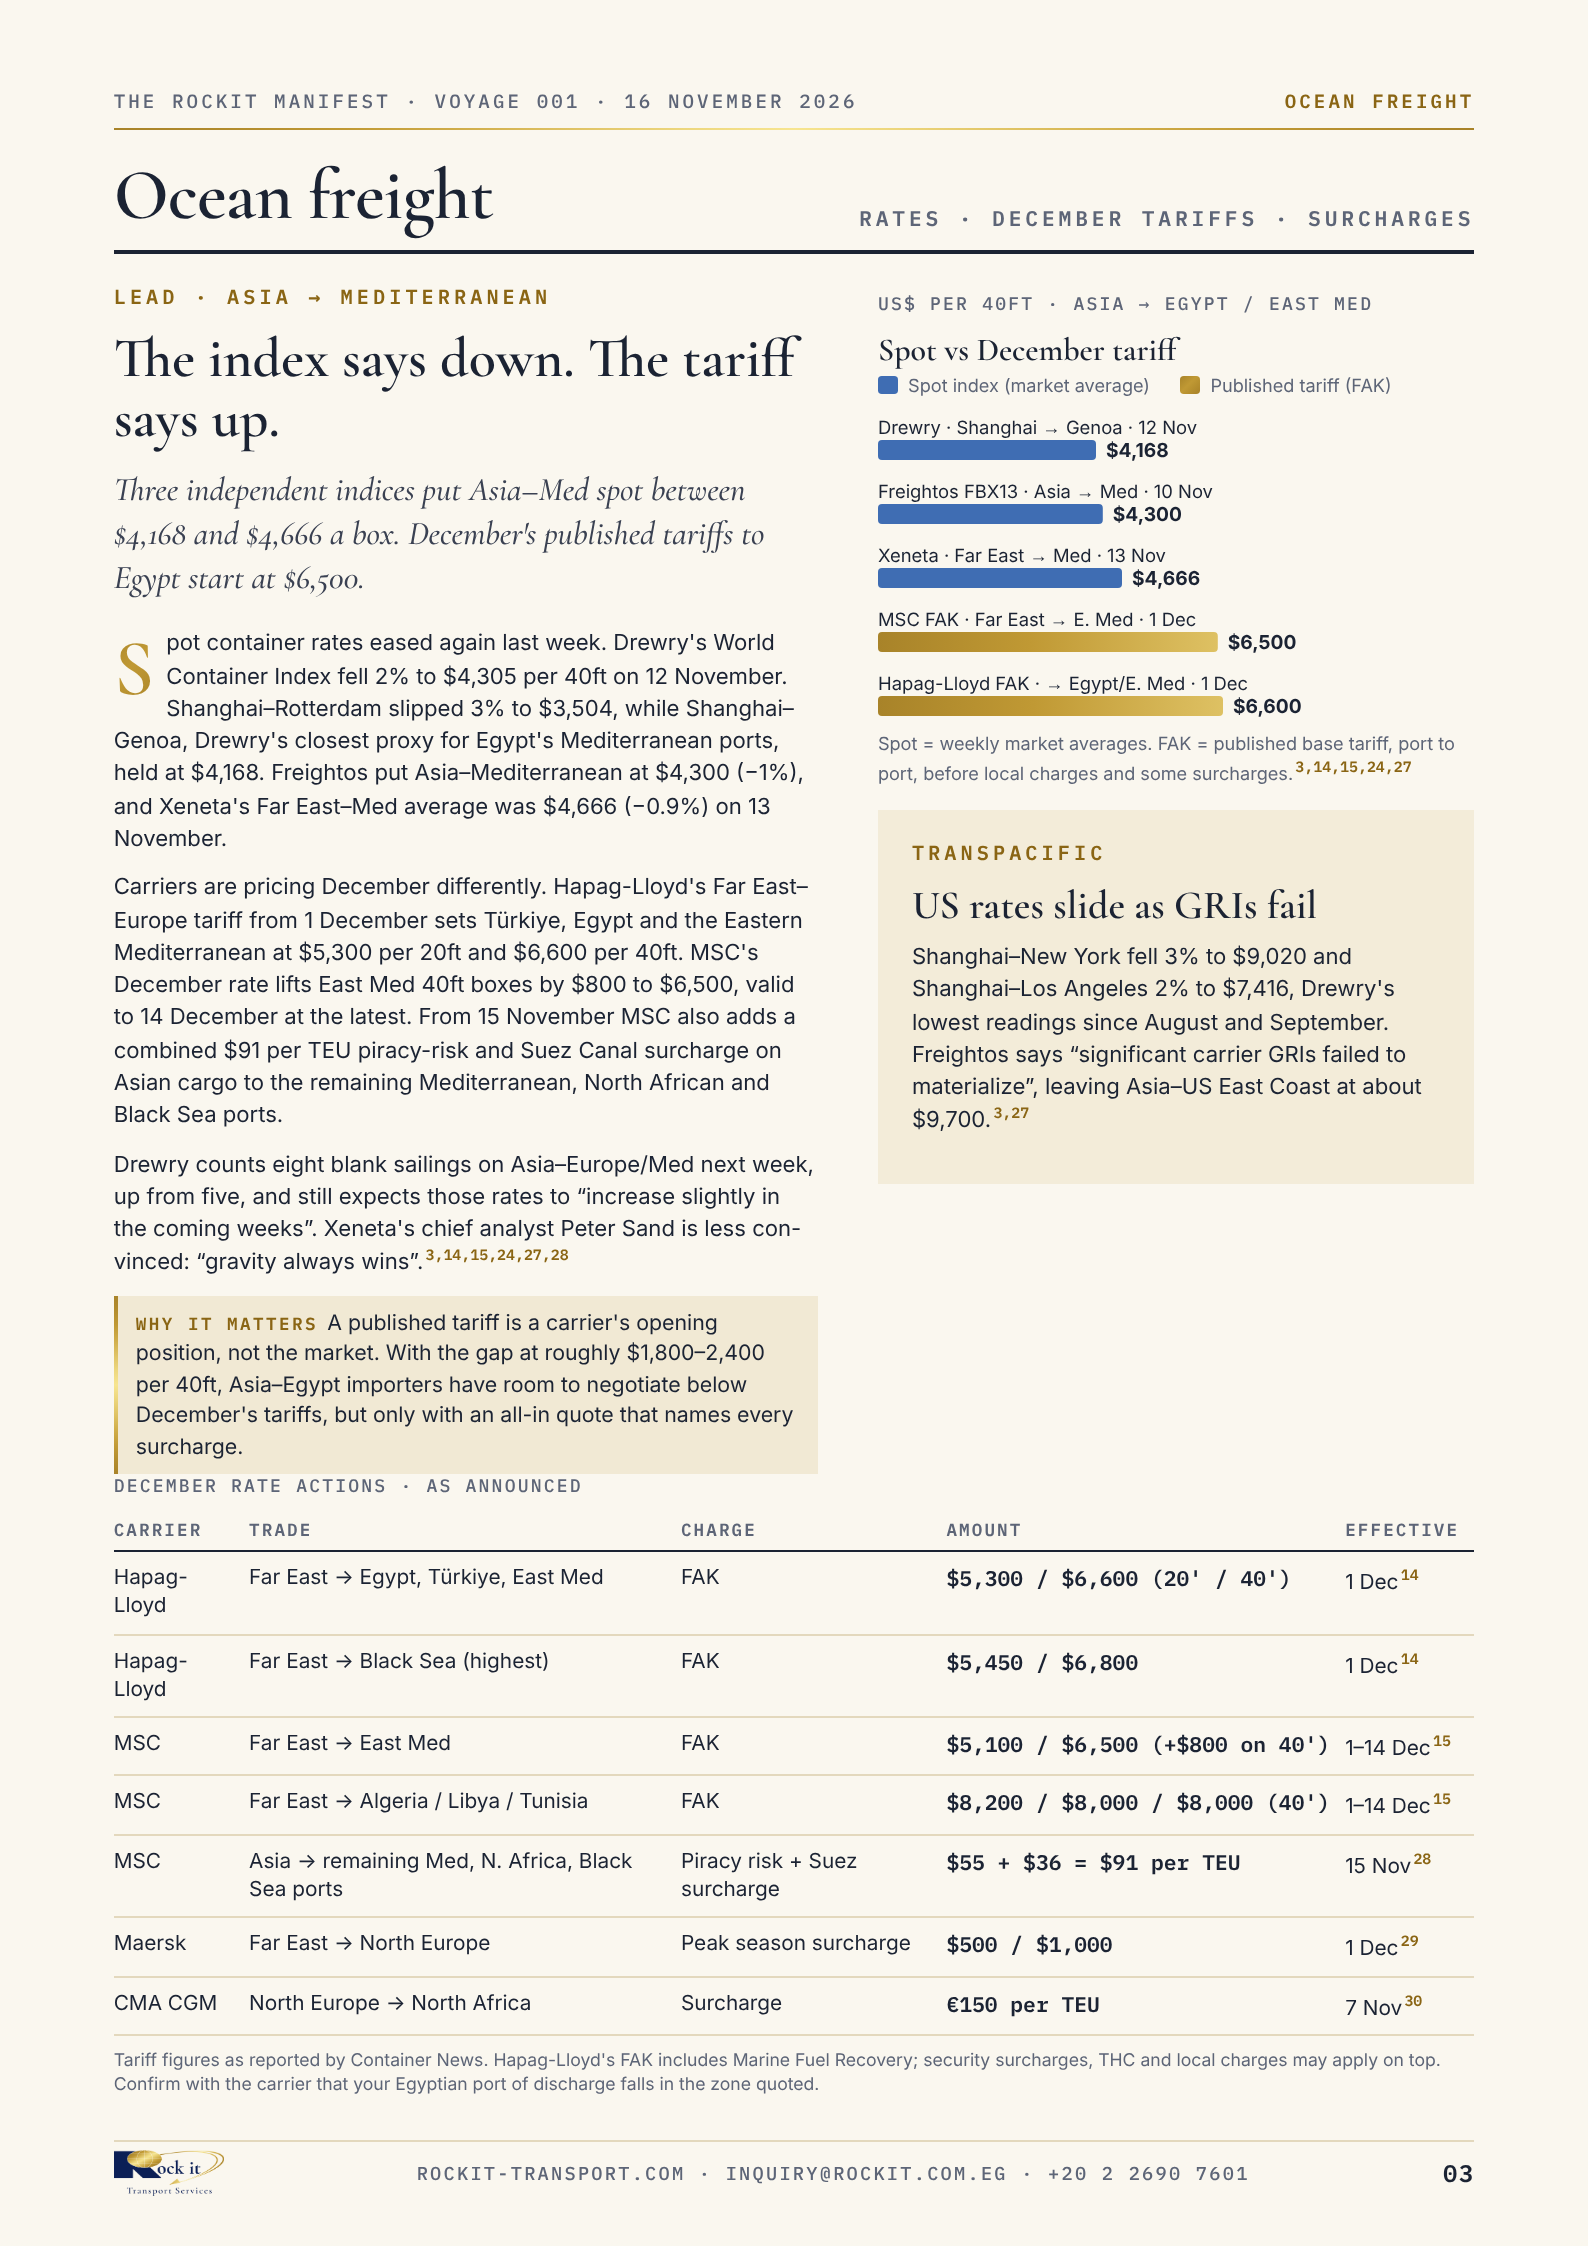 THE ROCKIT MANIFEST · VOYAGE 001 · 16 NOVEMBER 2026
OCEAN FREIGHT
Ocean freight
RATES · DECEMBER TARIFFS · SURCHARGES
LEAD · ASIA → MEDITERRANEAN
The index says down. The tariff
says up.
Three independent indices put Asia–Med spot between
$4,168 and $4,666 a box. December's published tariffs to
Egypt start at $6,500.
Spot container rates eased again last week. Drewry's World
Container Index fell 2% to $4,305 per 40ft on 12 November.
Shanghai–Rotterdam slipped 3% to $3,504, while Shanghai–
Genoa, Drewry's closest proxy for Egypt's Mediterranean ports,
held at $4,168. Freightos put Asia–Mediterranean at $4,300 (−1%),
and Xeneta's Far East–Med average was $4,666 (−0.9%) on 13
November.
Carriers are pricing December differently. Hapag-Lloyd's Far East–
Europe tariff from 1 December sets Türkiye, Egypt and the Eastern
Mediterranean at $5,300 per 20ft and $6,600 per 40ft. MSC's
December rate lifts East Med 40ft boxes by $800 to $6,500, valid
to 14 December at the latest. From 15 November MSC also adds a
combined $91 per TEU piracy-risk and Suez Canal surcharge on
Asian cargo to the remaining Mediterranean, North African and
Black Sea ports.
Drewry counts eight blank sailings on Asia–Europe/Med next week,
up from five, and still expects those rates to “increase slightly in
the coming weeks”. Xeneta's chief analyst Peter Sand is less con-
vinced: “gravity always wins”. 3,14,15,24,27,28
WHY IT MATTERS A published tariff is a carrier's opening
position, not the market. With the gap at roughly $1,800–2,400
per 40ft, Asia–Egypt importers have room to negotiate below
December's tariffs, but only with an all-in quote that names every
surcharge.
US$ PER 40FT · ASIA → EGYPT / EAST MED
Spot vs December tariff
Spot index (market average) Published tariff (FAK)
Drewry · Shanghai → Genoa · 12 Nov
$4,168
Freightos FBX13 · Asia → Med · 10 Nov
$4,300
Xeneta · Far East → Med · 13 Nov
$4,666
MSC FAK · Far East → E. Med · 1 Dec
$6,500
Hapag-Lloyd FAK · → Egypt/E. Med · 1 Dec
$6,600
Spot = weekly market averages. FAK = published base tariff, port to
port, before local charges and some surcharges. 3,14,15,24,27
TRANSPACIFIC
US rates slide as GRIs fail
Shanghai–New York fell 3% to $9,020 and
Shanghai–Los Angeles 2% to $7,416, Drewry's
lowest readings since August and September.
Freightos says “significant carrier GRIs failed to
materialize”, leaving Asia–US East Coast at about
$9,700. 3,27
DECEMBER RATE ACTIONS · AS ANNOUNCED
CARRIER TRADE CHARGE AMOUNT EFFECTIVE
Hapag-Lloyd Far East → Egypt, Türkiye, East Med FAK $5,300 / $6,600 (20' / 40') 1 Dec 14
Hapag-Lloyd Far East → Black Sea (highest) FAK $5,450 / $6,800 1 Dec 14
MSC Far East → East Med FAK $5,100 / $6,500 (+$800 on 40') 1–14 Dec 15
MSC Far East → Algeria / Libya / Tunisia FAK $8,200 / $8,000 / $8,000 (40') 1–14 Dec 15
MSC Asia → remaining Med, N. Africa, Black Sea ports Piracy risk + Suez surcharge $55 + $36 = $91 per TEU 15 Nov 28
Maersk Far East → North Europe Peak season surcharge $500 / $1,000 1 Dec 29
CMA CGM North Europe → North Africa Surcharge €150 per TEU 7 Nov 30
Tariff figures as reported by Container News. Hapag-Lloyd's FAK includes Marine Fuel Recovery; security surcharges, THC and local charges may apply on top.
Confirm with the carrier that your Egyptian port of discharge falls in the zone quoted.
Rock it
Transport Services
ROCKIT-TRANSPORT.COM · INQUIRY@ROCKIT.COM.EG · +20 2 2690 7601
03